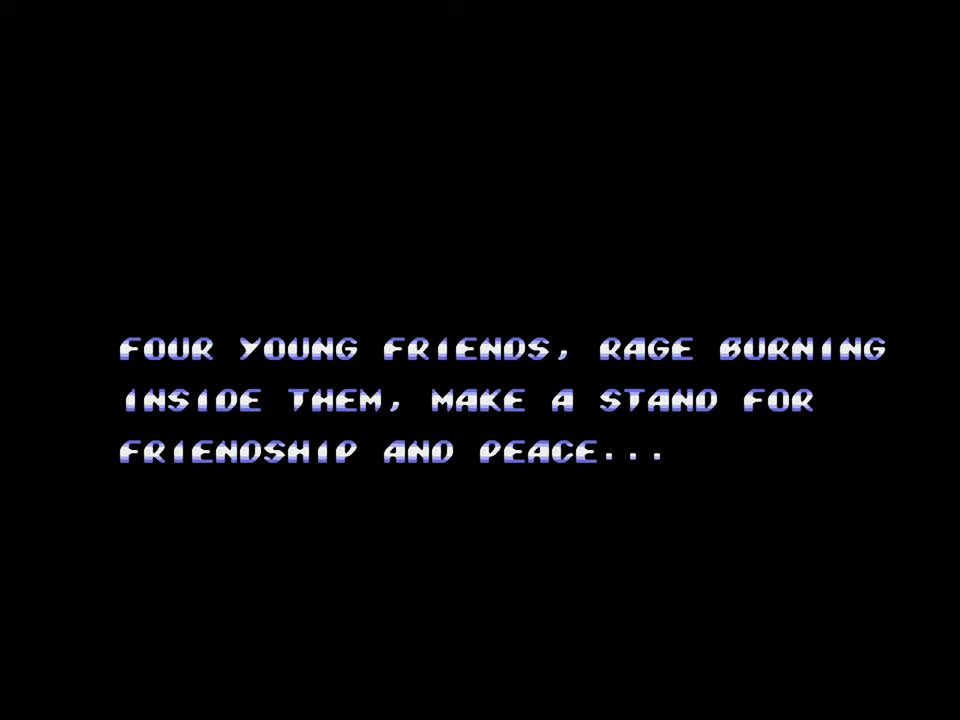 FOUR YOUNG FRIENDS, RAGE BURNING
INSIDE THEM, MAKE A STAND FOR
FRIENDSHIP AND PEACE...